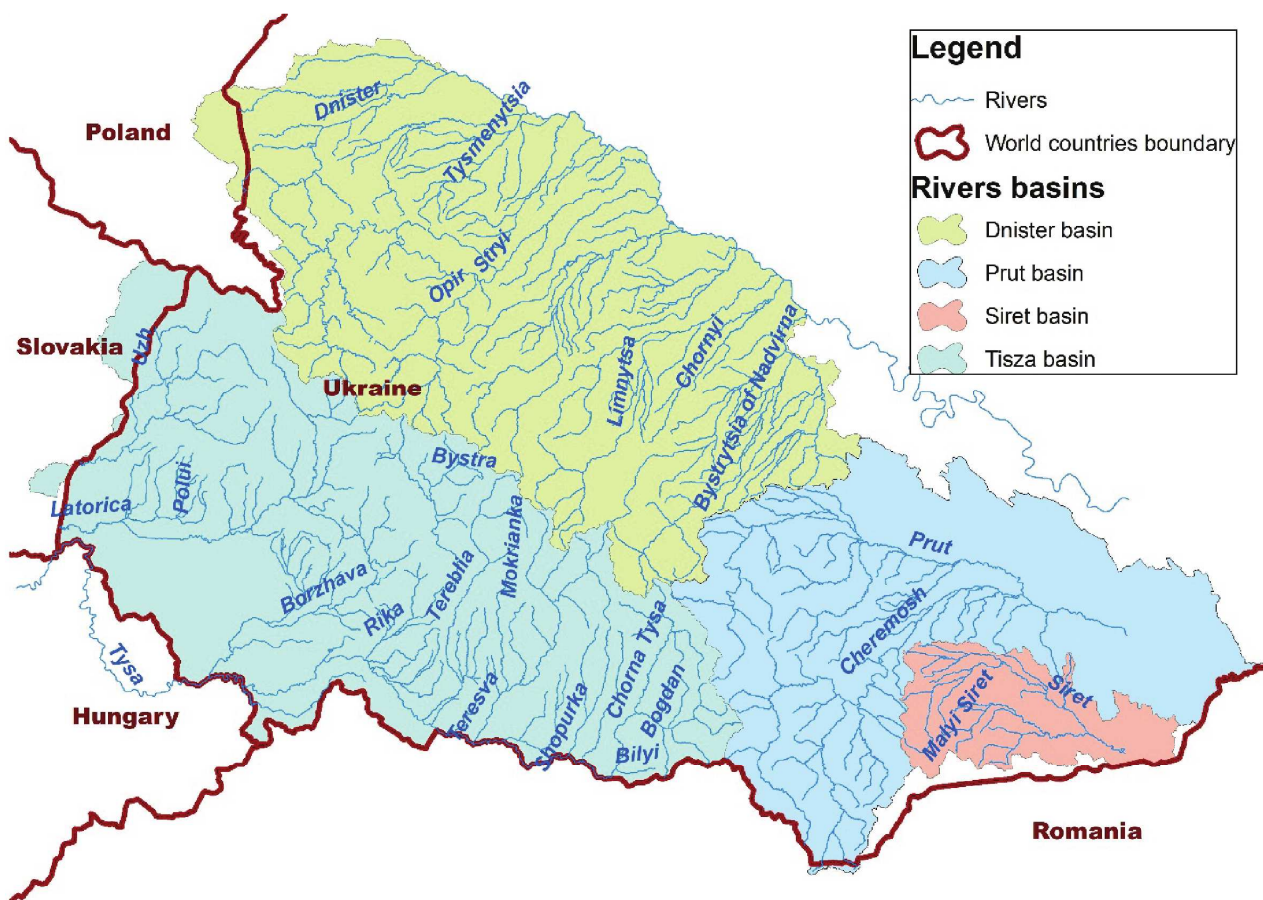 Legend
Rivers
World countries boundary
Rivers basins
Dnister basin
Prut basin
Siret basin
Tisza basin
Poland
Slovakia
Ukraine
Hungary
Romania
Dnister
Tysmenytsia
Opir
Stryi
Limnytsa
Chornyi
Bystrytsia of Nadvirna
Uzh
Latorica
Polui
Bystra
Mokrianka
Borzhava
Rika
Tereblia
Teresva
Shopurka
Chorna Tysa
Bogdan
Bilyi
Tysa
Prut
Cheremosh
Siret
Malyi Siret